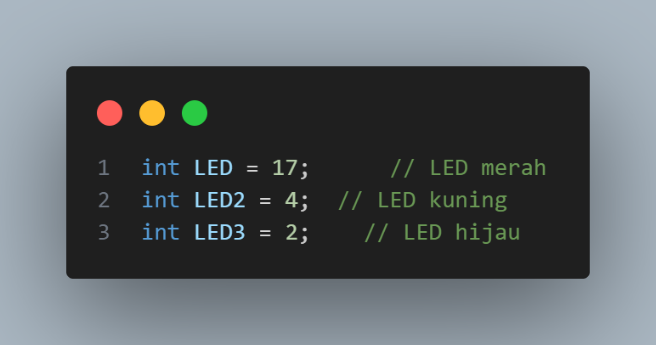 1 int LED = 17;      // LED merah
2 int LED2 = 4;  // LED kuning
3 int LED3 = 2;    // LED hijau